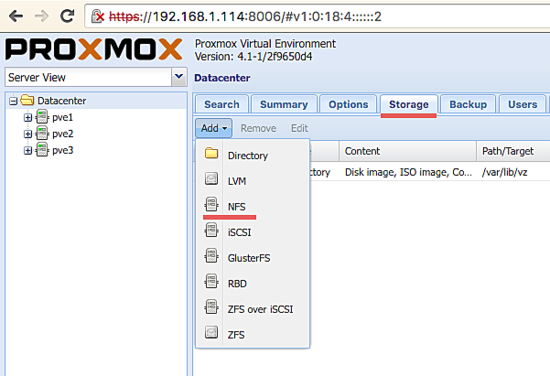 https://192.168.1.114:8006/#v1:0:18:4::::::2
PROXMOX
Proxmox Virtual Environment
Version: 4.1-1/2f9650d4
Server View
Datacenter
Search Summary Options Storage Backup Users
Add Remove Edit
Datacenter
pve1
pve2
pve3
Content Path/Target
Disk image, ISO image, Co... /var/lib/vz
Directory
LVM
NFS
iSCSI
GlusterFS
RBD
ZFS over iSCSI
ZFS